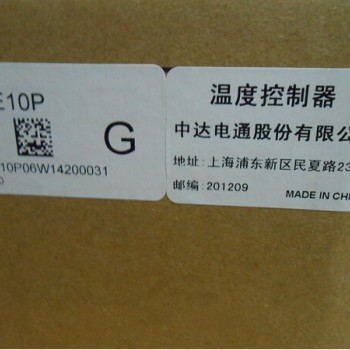 E10P
G
10P06W14200031
0
温度控制器
中达电通股份有限公
地址:上海浦东新区民夏路23
邮编:201209
MADE IN CHI